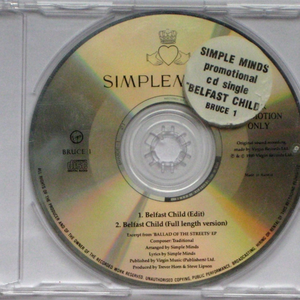 SIMPLE MINDS
promotional
cd single
"BELFAST CHILD"
BRUCE 1
SIMPLE M
ONLY
BRUCE 1
1. Belfast Child (Edit)
2. Belfast Child (Full length version)
Excerpt from 'BALLAD OF THE STREETS' EP
Composer: Traditional
Arranged by Simple Minds
Lyrics by Simple Minds
Published by Virgin Music (Publishers) Ltd.
Produced by Trevor Horn & Steve Lipson